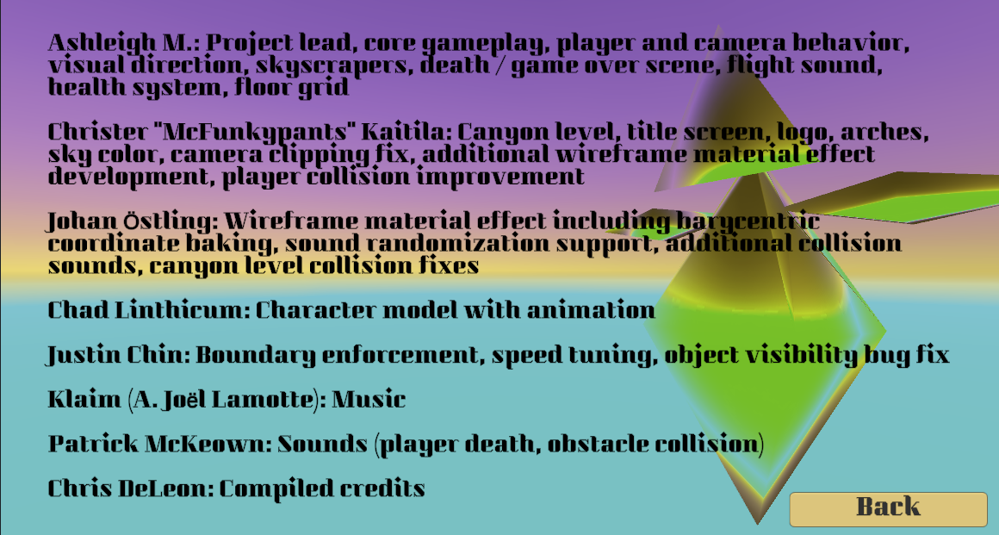 Ashleigh M.: Project lead, core gameplay, player and camera behavior,
visual direction, skyscrapers, death / game over scene, flight sound,
health system, floor grid
Christer "McFunkypants" Kaitila: Canyon level, title screen, logo, arches,
sky color, camera clipping fix, additional wireframe material effect
development, player collision improvement
Johan Östling: Wireframe material effect including barycentric
coordinate baking, sound randomization support, additional collision
sounds, canyon level collision fixes
Chad Linthicum: Character model with animation
Justin Chin: Boundary enforcement, speed tuning, object visibility bug fix
Klaim (A. Joël Lamotte): Music
Patrick McKeown: Sounds (player death, obstacle collision)
Chris DeLeon: Compiled credits
Back